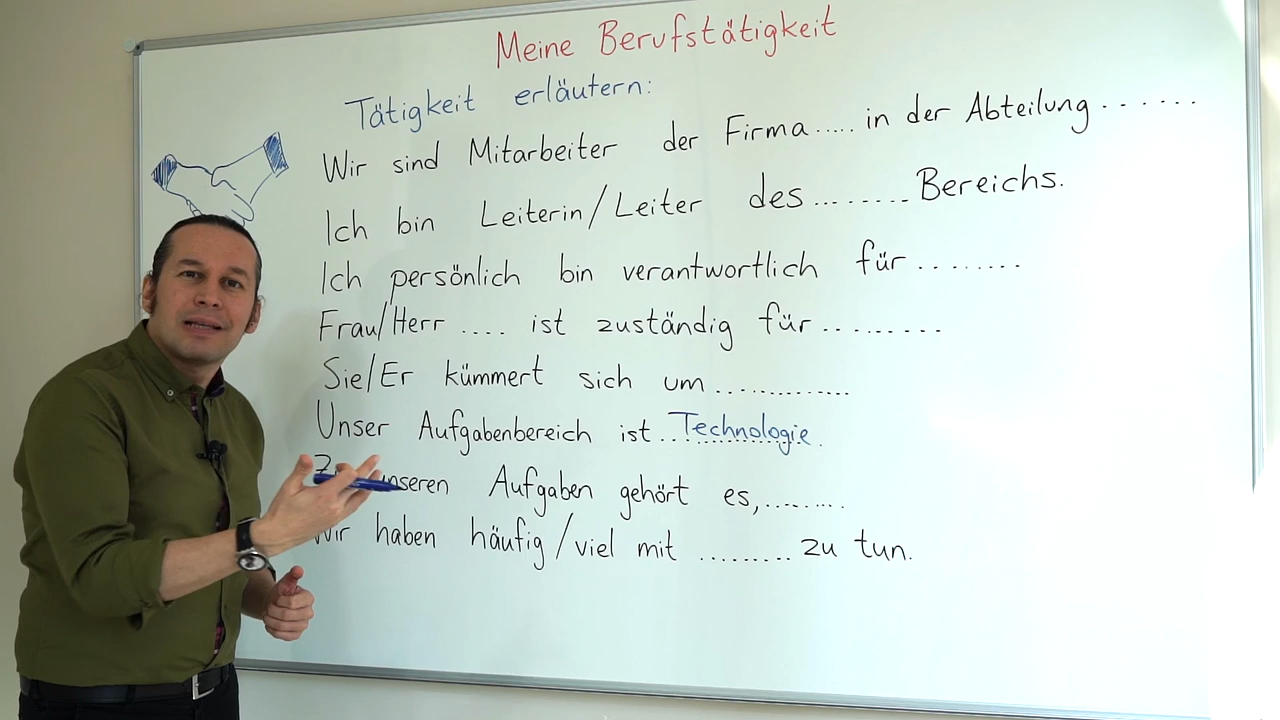 Meine Berufstätigkeit
Tätigkeit erläutern:
Wir sind Mitarbeiter der Firma ..... in der Abteilung ......
Ich bin Leiterin/Leiter des ........ Bereichs.
Ich persönlich bin verantwortlich für ........
Frau/Herr .... ist zuständig für .........
Sie/Er kümmert sich um .............
Unser Aufgabenbereich ist ... Technologie.
Aufgaben gehört es, ........
Wir haben häufig/viel mit ......... zu tun.